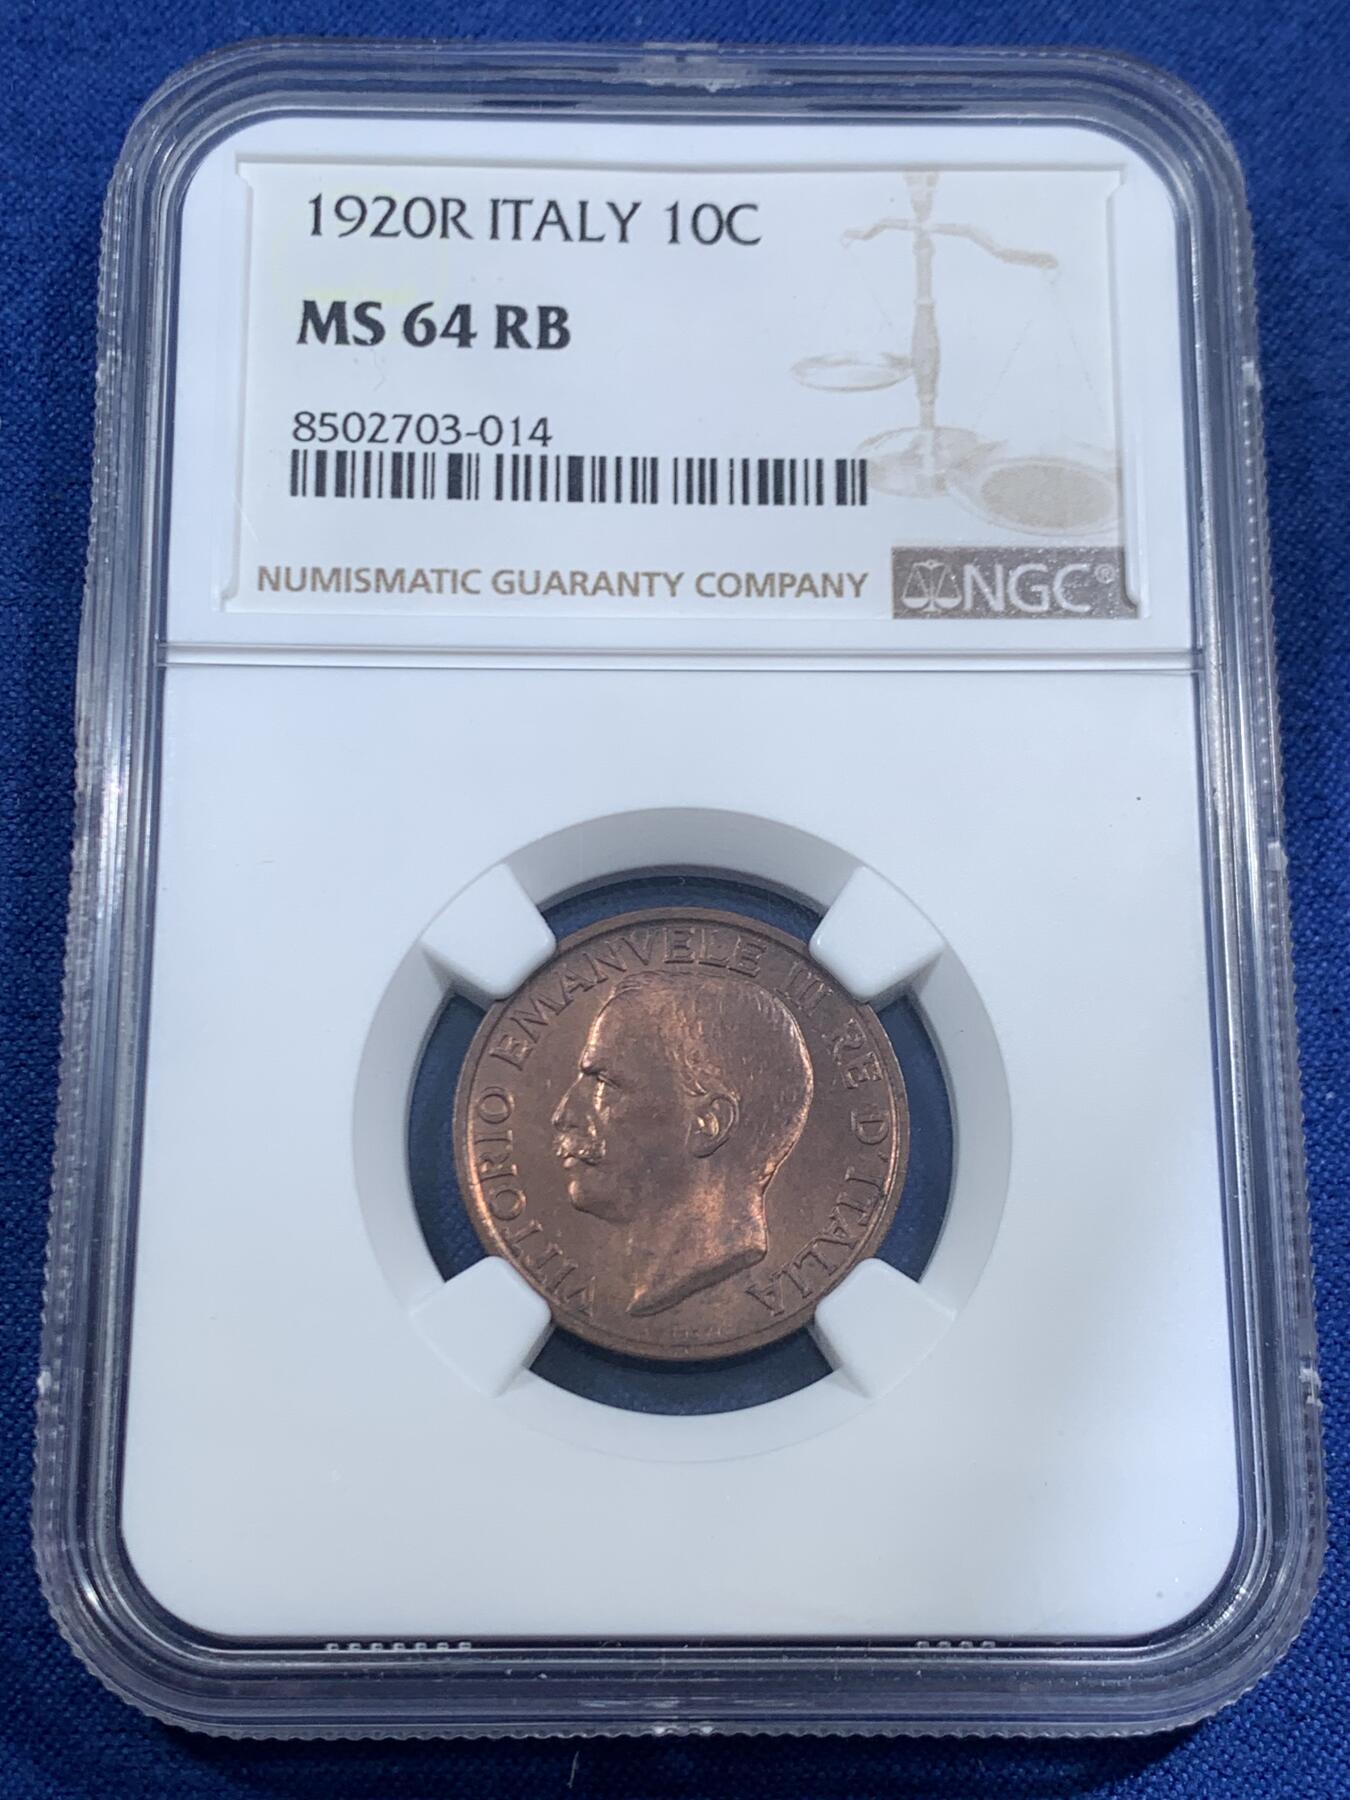 1920R ITALY 10C
MS 64 RB
8502703-014
NUMISMATIC GUARANTY COMPANY NGC®
VITTORIO EMANVELE III RE D'ITALIA